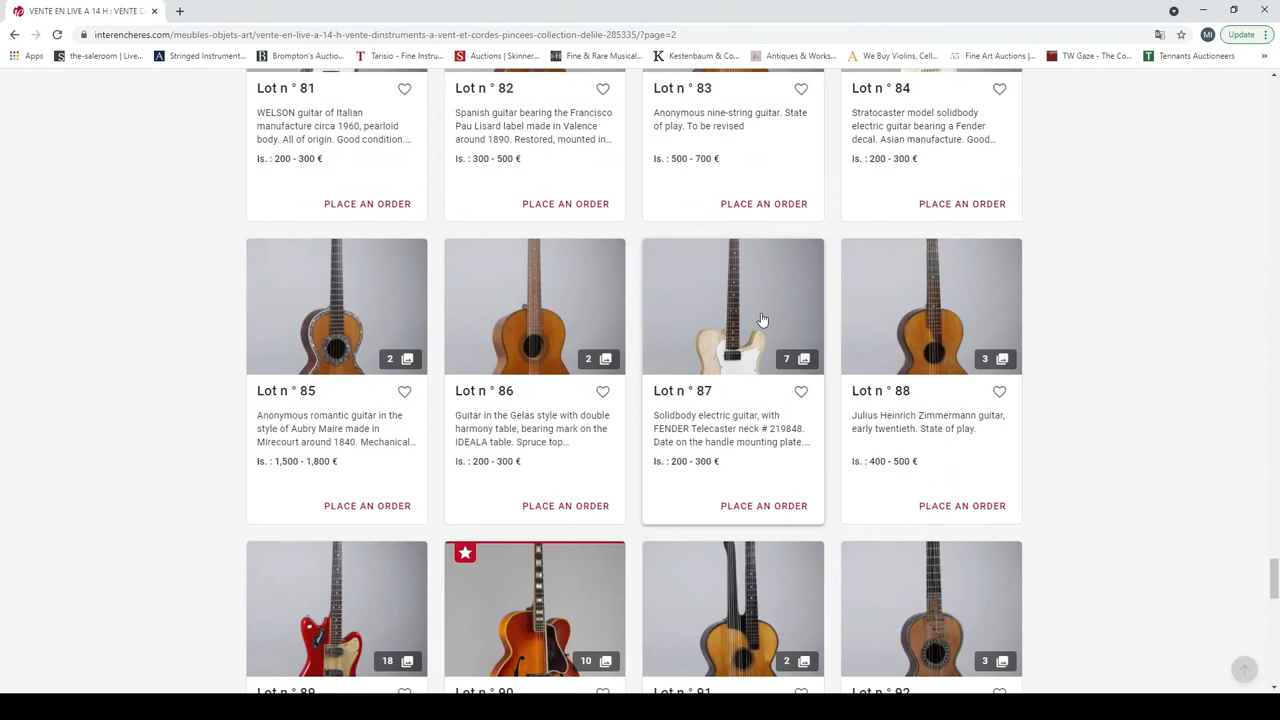 VENTE EN LIVE A 14 H : VENTE D
interencheres.com/meubles-objets-art/vente-en-live-a-14-h-vente-dinstruments-a-vent-et-cordes-pincees-collection-delile-285335/?page=2
MI
Update
Apps
the-saleroom | Live...
Stringed Instrument...
Brompton's Auction...
Tarisio - Fine Instru...
Auctions | Skinner...
Fine & Rare Musical...
Kestenbaum & Com...
Antiques & Works...
We Buy Violins, Cell...
Fine Art Auctions |...
TW Gaze - The Co...
Tennants Auctioneers
Lot n ° 81
WELSON guitar of Italian
manufacture circa 1960, pearloid
body. All of origin. Good condition....
Is. : 200 - 300 €
PLACE AN ORDER
Lot n ° 82
Spanish guitar bearing the Francisco
Pau Lisard label made in Valence
around 1890. Restored, mounted in...
Is. : 300 - 500 €
PLACE AN ORDER
Lot n ° 83
Anonymous nine-string guitar. State
of play. To be revised
Is. : 500 - 700 €
PLACE AN ORDER
Lot n ° 84
Stratocaster model solidbody
electric guitar bearing a Fender
decal. Asian manufacture. Good...
Is. : 200 - 300 €
PLACE AN ORDER
2
Lot n ° 85
Anonymous romantic guitar in the
style of Aubry Maire made in
Mirecourt around 1840. Mechanical...
Is. : 1,500 - 1,800 €
PLACE AN ORDER
2
Lot n ° 86
Guitar in the Gelas style with double
harmony table, bearing mark on the
IDEALA table. Spruce top...
Is. : 200 - 300 €
PLACE AN ORDER
7
Lot n ° 87
Solidbody electric guitar, with
FENDER Telecaster neck # 219848.
Date on the handle mounting plate....
Is. : 200 - 300 €
PLACE AN ORDER
3
Lot n ° 88
Julius Heinrich Zimmermann guitar,
early twentieth. State of play.
Is. : 400 - 500 €
PLACE AN ORDER
18
Lot n ° 89
10
Lot n ° 90
2
Lot n ° 91
3
Lot n ° 92